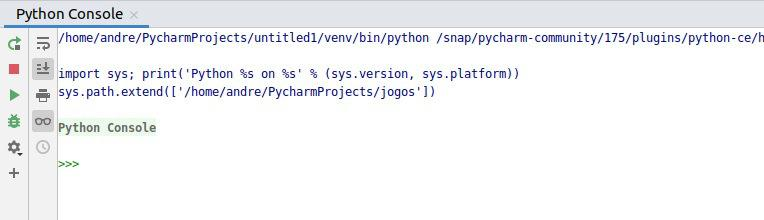 Python Console
/home/andre/PycharmProjects/untitled1/venv/bin/python /snap/pycharm-community/175/plugins/python-ce/h
import sys; print('Python %s on %s' % (sys.version, sys.platform))
sys.path.extend(['/home/andre/PycharmProjects/jogos'])
Python Console
>>>